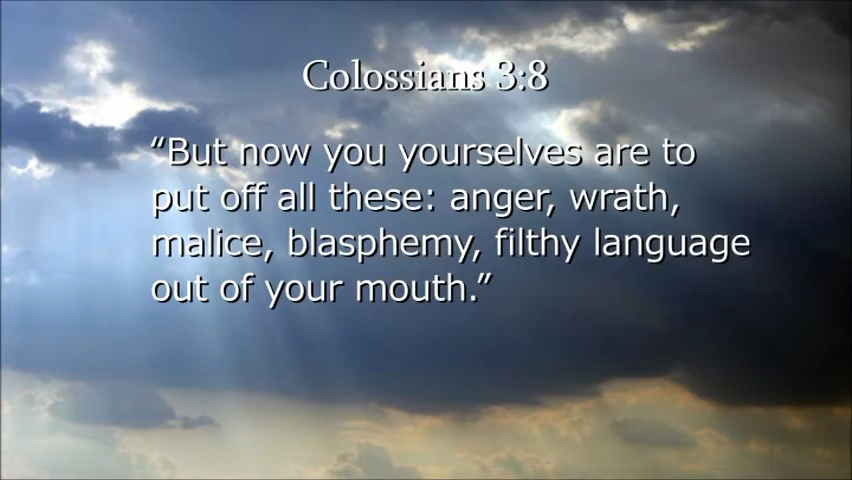 Colossians 3:8
“But now you yourselves are to
put off all these: anger, wrath,
malice, blasphemy, filthy language
out of your mouth.”